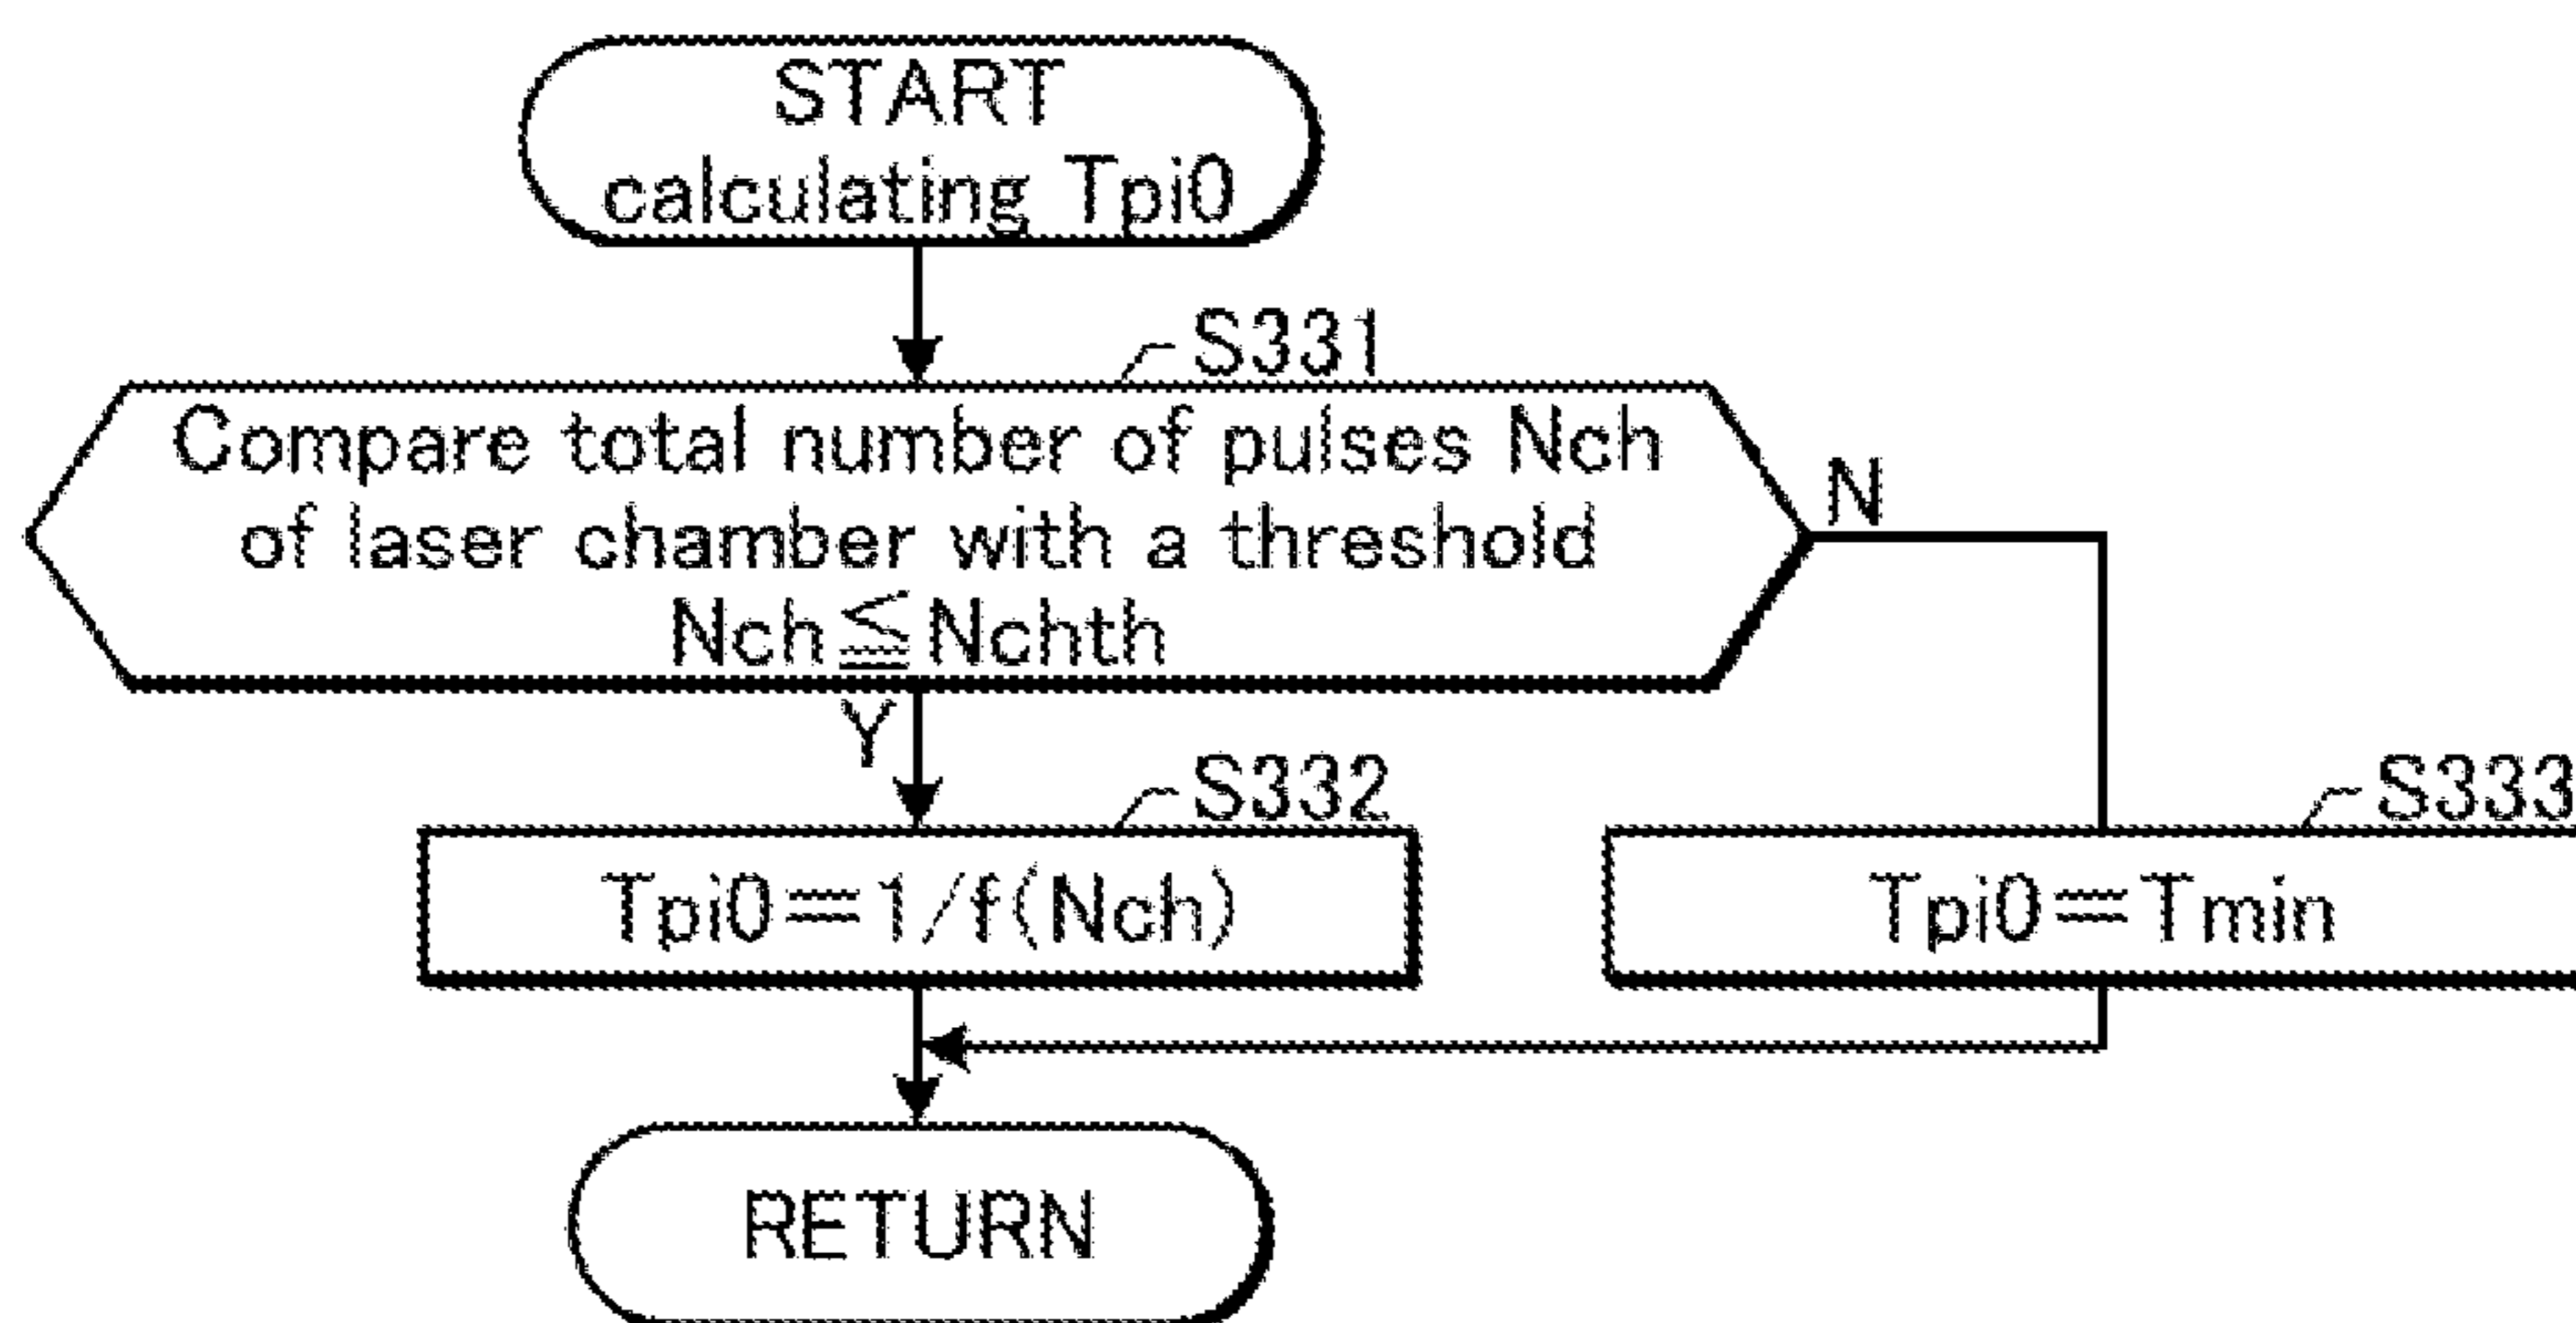 START
calculating Tpi0
S331
Compare total number of pulses Nch
of laser chamber with a threshold
Nch≦Nchth
N
Y
S332
Tpi0=1/f(Nch)
S333
Tpi0=Tmin
RETURN